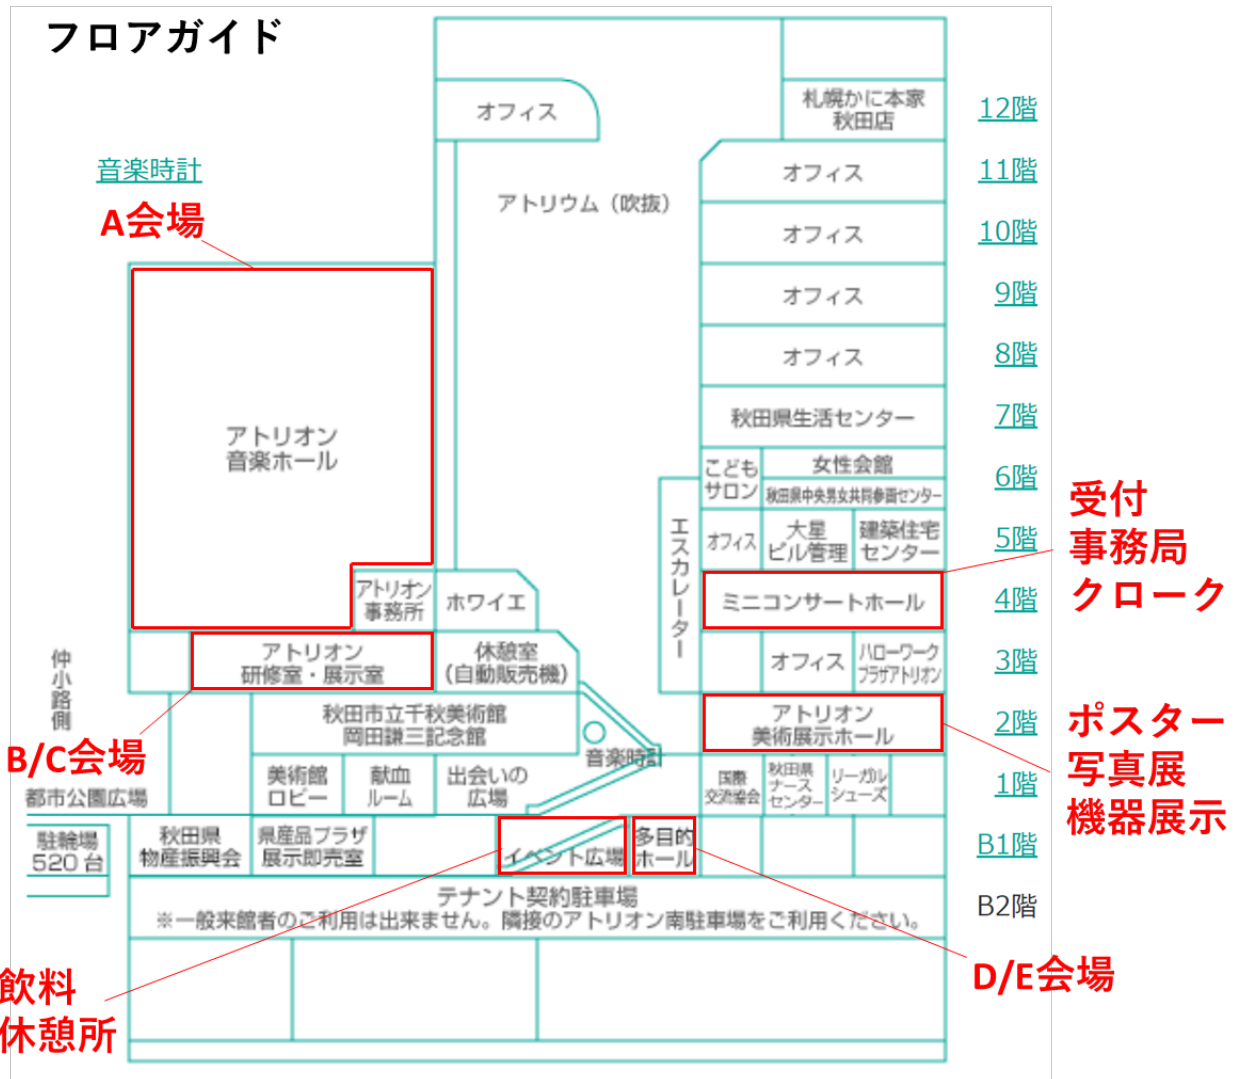 フロアガイド
オフィス
札幌かに本家
秋田店
12階
音楽時計
A会場
アトリウム（吹抜）
オフィス
11階
オフィス
10階
オフィス
9階
オフィス
8階
アトリオン
音楽ホール
秋田県生活センター
7階
こども
サロン
女性会館
秋田県中央男女共同参画センター
6階
エスカレーター
オフィス
大星
ビル管理
建築住宅
センター
5階
受付
事務局
クローク
アトリオン
事務所
ホワイエ
ミニコンサートホール
4階
仲小路側
アトリオン
研修室・展示室
休憩室
（自動販売機）
オフィス
ハローワーク
プラザアトリオン
3階
B/C会場
秋田市立千秋美術館
岡田謙三記念館
音楽時計
アトリオン
美術展示ホール
2階
ポスター
写真展
機器展示
都市公園広場
美術館
ロビー
献血
ルーム
出会いの
広場
国際
交流協会
秋田県
ナース
センター
リーガル
シューズ
1階
駐輪場
520台
秋田県
物産振興会
県産品プラザ
展示即売室
イベント広場
多目的
ホール
B1階
テナント契約駐車場
※一般来館者のご利用は出来ません。隣接のアトリオン南駐車場をご利用ください。
B2階
飲料
休憩所
D/E会場